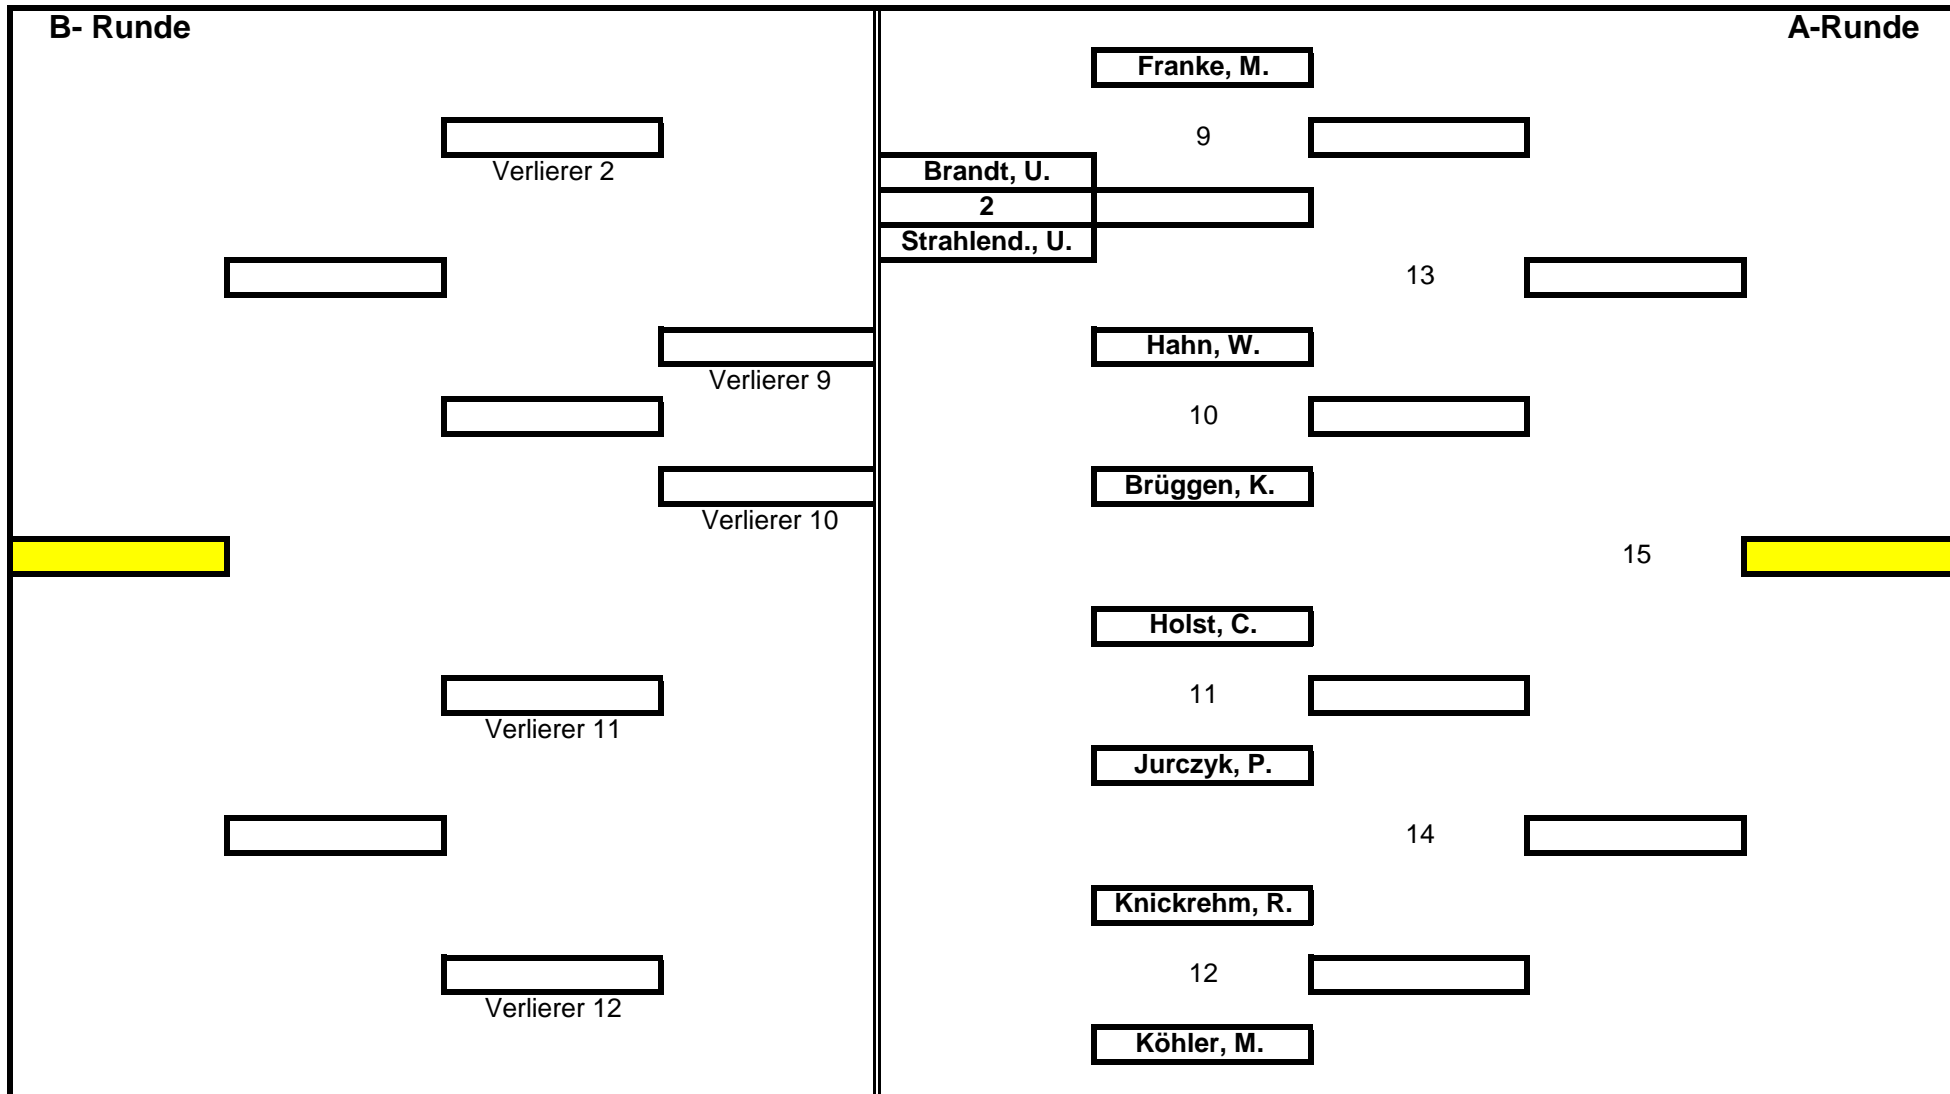 B- Runde
A-Runde
Franke, M.
9
Verlierer 2
Brandt, U.
2
Strahlend., U.
13
Hahn, W.
Verlierer 9
10
Brüggen, K.
Verlierer 10
15
Holst, C.
11
Verlierer 11
Jurczyk, P.
14
Knickrehm, R.
12
Verlierer 12
Köhler, M.